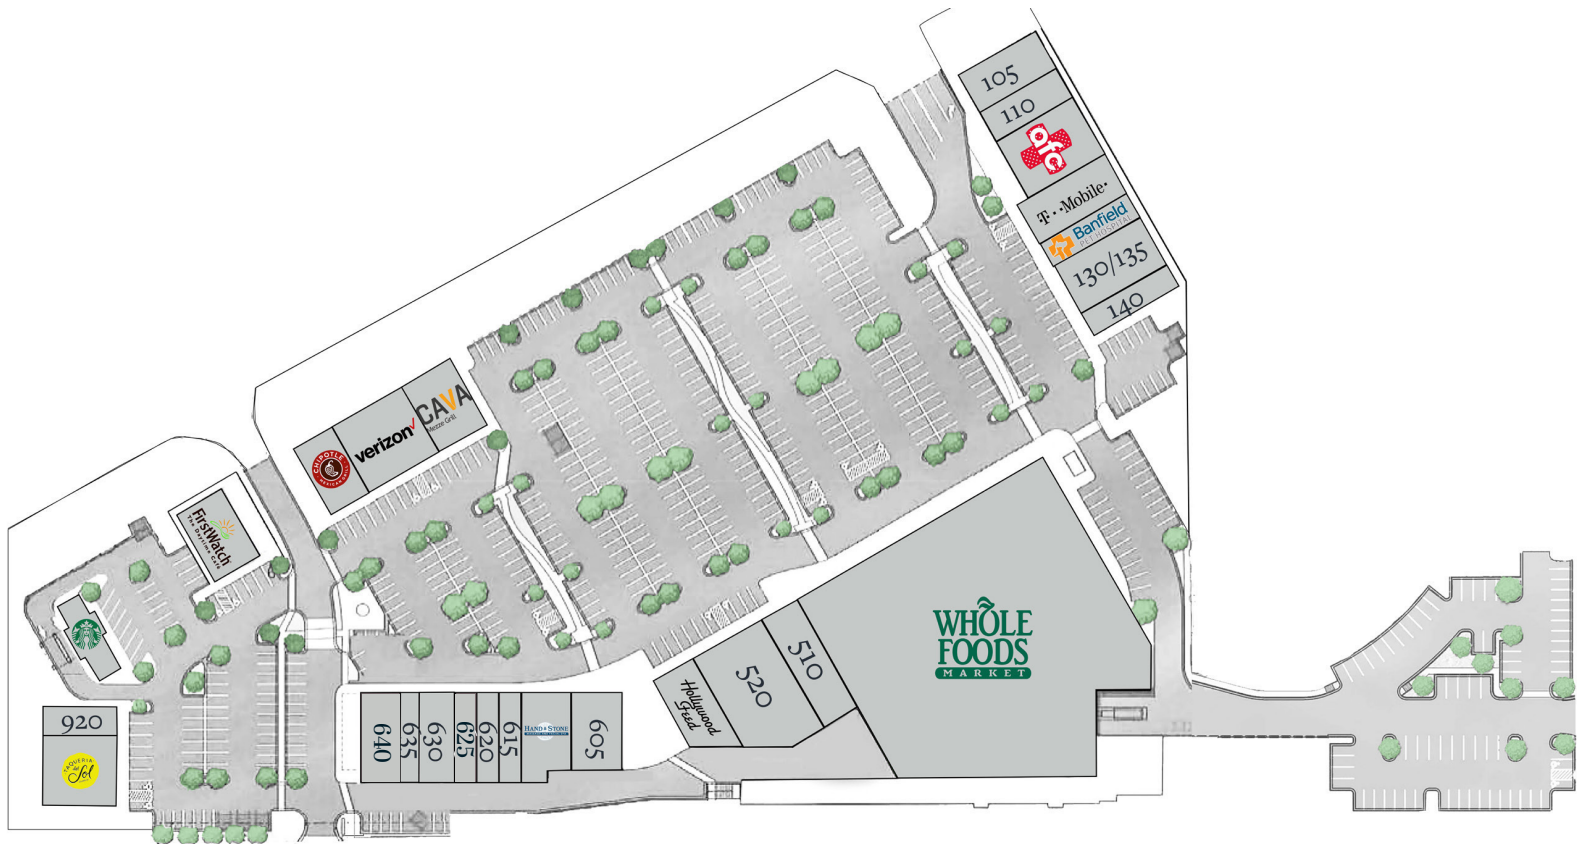 105
110
afc
T··Mobile·
Banfield
PET HOSPITAL
130/135
140
CAVA
Mezze Grill
verizon
CHIPOTLE
MEXICAN GRILL
FirstWatch
The Daytime Cafe
WHOLE
FOODS
MARKET
510
520
Hollywood
Feed
605
HAND & STONE
615
620
625
630
635
640
920
TAQUERIA
del
Sol